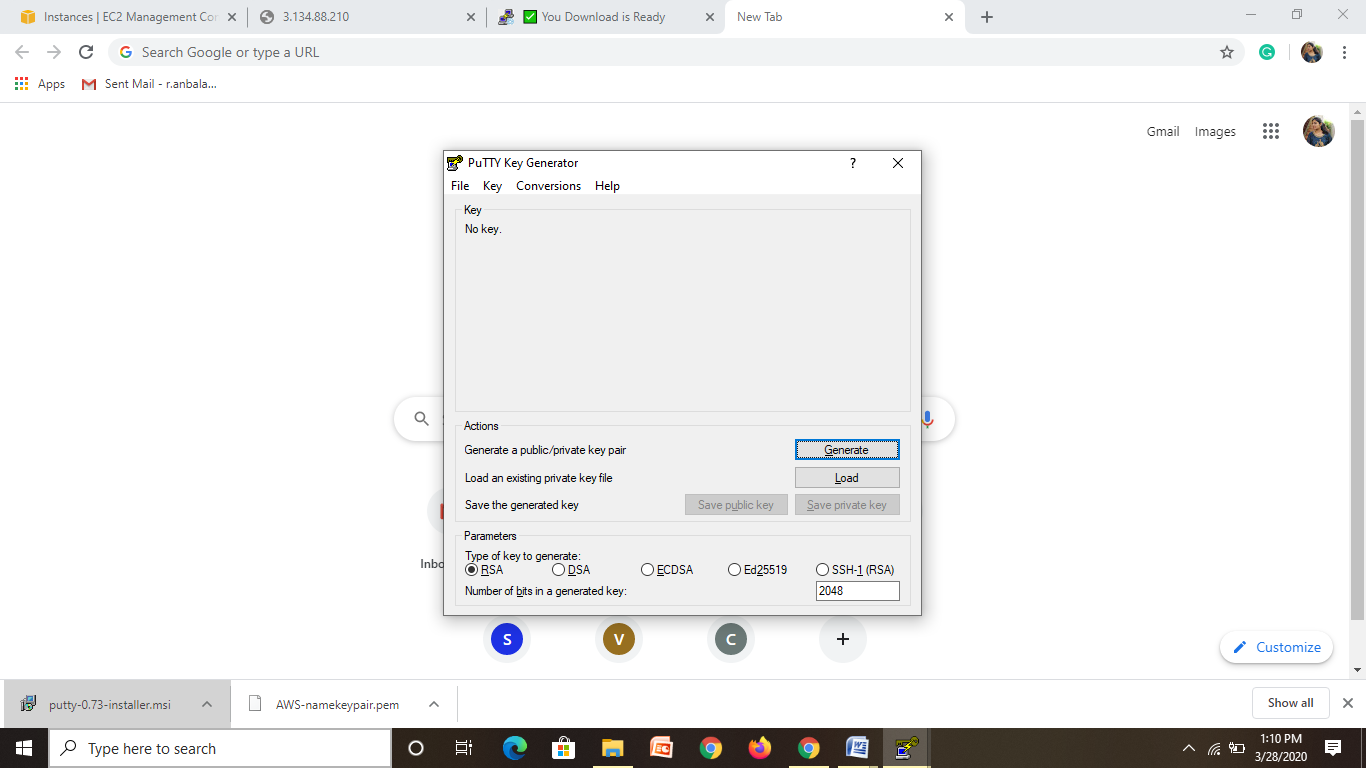 Instances | EC2 Management Con
3.134.88.210
You Download is Ready
New Tab
Search Google or type a URL
Apps
Sent Mail - r.anbala...
Gmail
Images
PuTTY Key Generator
?
File Key Conversions Help
Key
No key.
Actions
Generate a public/private key pair
Generate
Load an existing private key file
Load
Save the generated key
Save public key
Save private key
Inbo
Parameters
Type of key to generate:
RSA DSA ECDSA Ed25519 SSH-1 (RSA)
Number of bits in a generated key:
2048
S
V
C
Customize
putty-0.73-installer.msi
AWS-namekeypair.pem
Show all
Type here to search
1:10 PM
3/28/2020